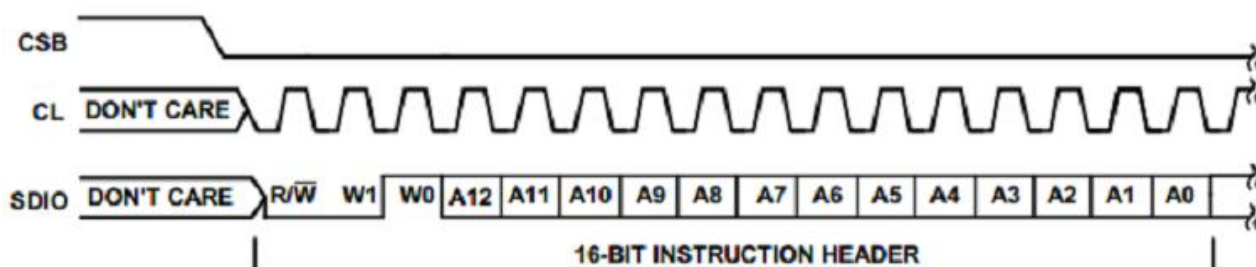 CSB
CL DON'T CARE
SDIO DON'T CARE R/W̅ W1 W0 A12 A11 A10 A9 A8 A7 A6 A5 A4 A3 A2 A1 A0
16-BIT INSTRUCTION HEADER